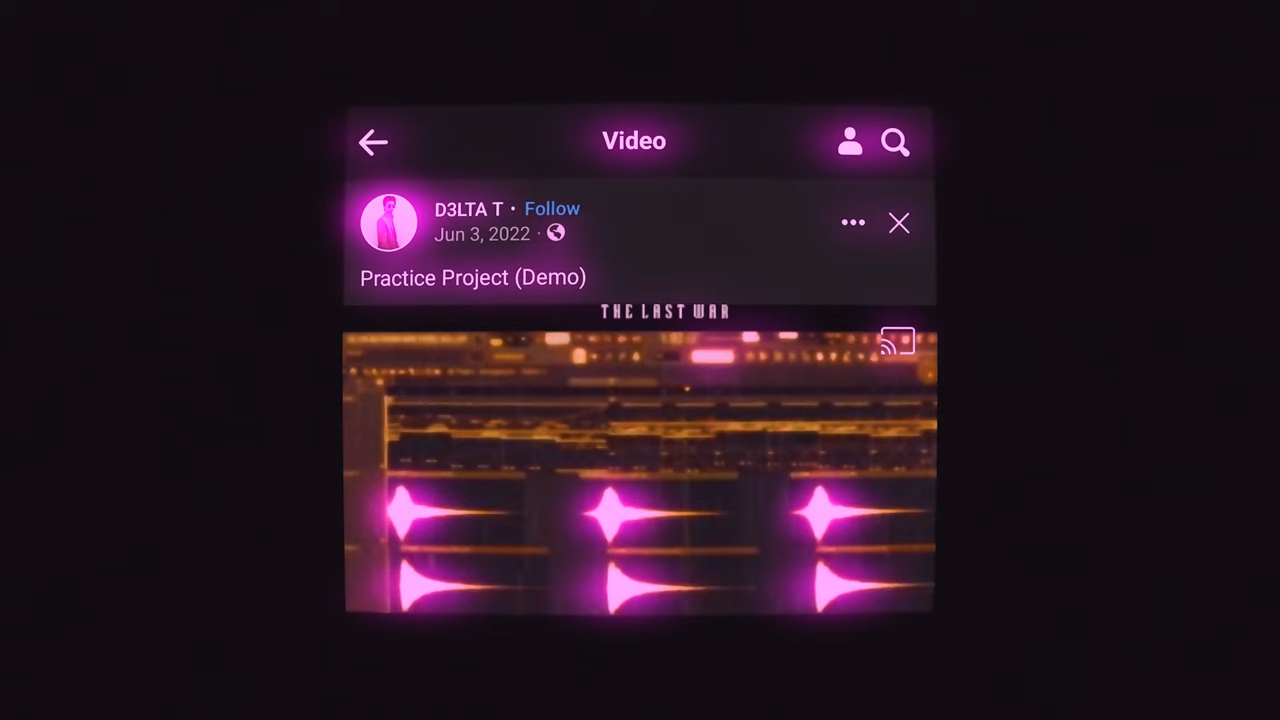 Video
D3LTA T · Follow
Jun 3, 2022 ·
Practice Project (Demo)
THE LAST WAR